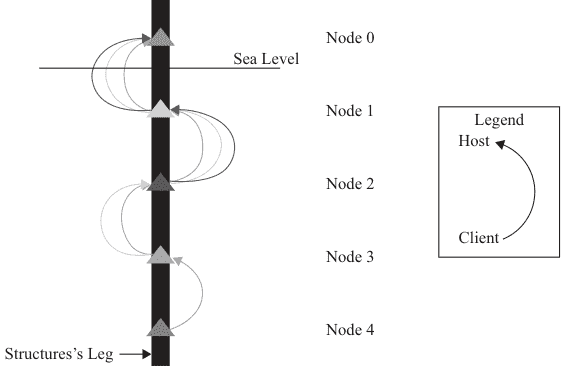 Node 0
Sea Level
Node 1
Legend
Host
Node 2
Client
Node 3
Node 4
Structures's Leg